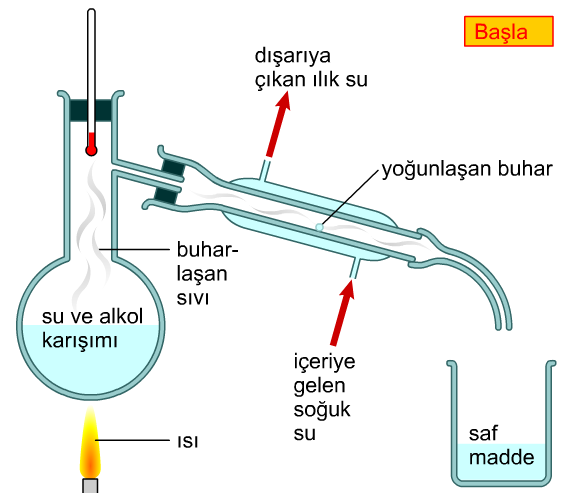 Başla
dışarıya
çıkan ılık su
yoğunlaşan buhar
buhar-
laşan
sıvı
su ve alkol
karışımı
içeriye
gelen
soğuk
su
ısı
saf
madde